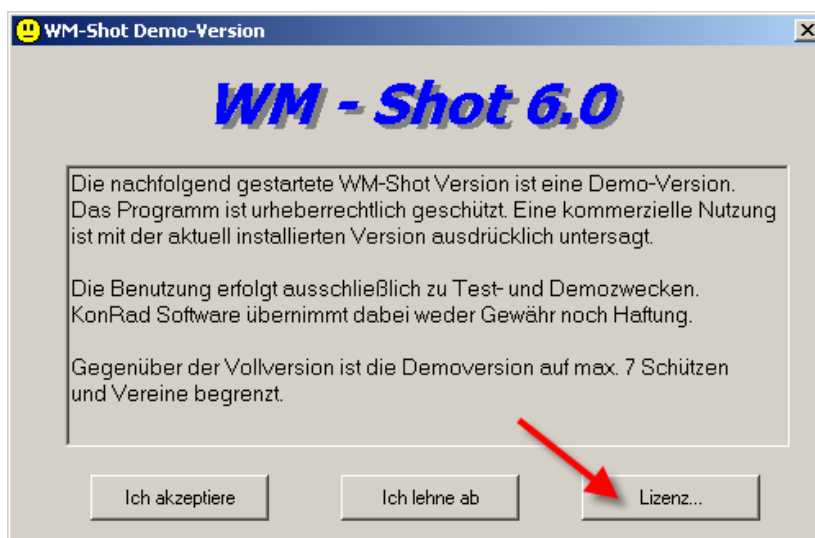 WM-Shot Demo-Version
WM - Shot 6.0
Die nachfolgend gestartete WM-Shot Version ist eine Demo-Version.
Das Programm ist urheberrechtlich geschützt. Eine kommerzielle Nutzung
ist mit der aktuell installierten Version ausdrücklich untersagt.
Die Benutzung erfolgt ausschließlich zu Test- und Demozwecken.
KonRad Software übernimmt dabei weder Gewähr noch Haftung.
Gegenüber der Vollversion ist die Demoversion auf max. 7 Schützen
und Vereine begrenzt.
Ich akzeptiere
Ich lehne ab
Lizenz...